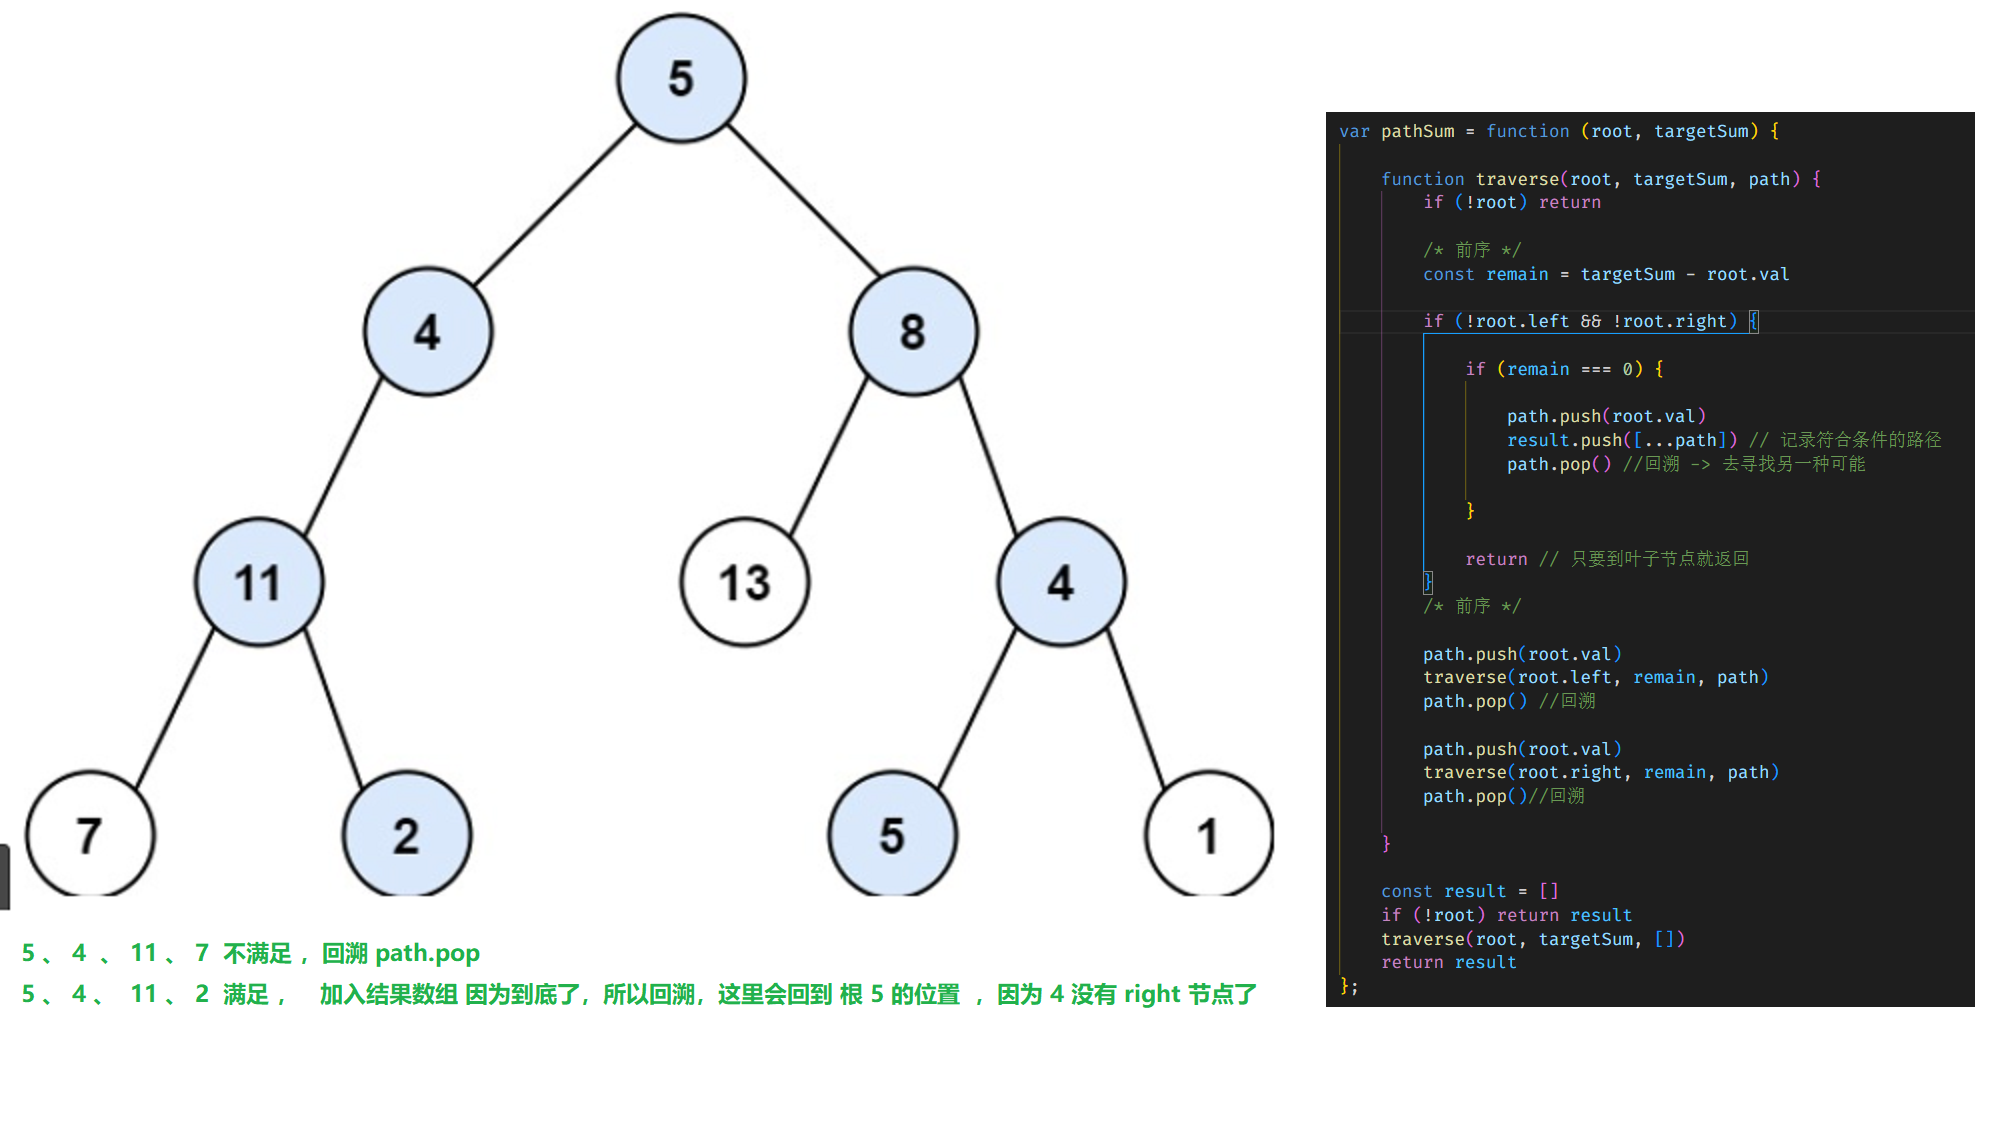 5
4
8
11
13
4
7
2
5
1
5 、 4 、 11 、 7 不满足 ，回溯 path.pop
5 、 4 、 11 、 2 满足 ， 加入结果数组 因为到底了，所以回溯，这里会回到 根 5 的位置 ，因为 4 没有 right 节点了
var pathSum = function (root, targetSum) {
function traverse(root, targetSum, path) {
if (!root) return
/* 前序 */
const remain = targetSum - root.val
if (!root.left && !root.right) {
if (remain === 0) {
path.push(root.val)
result.push([...path]) // 记录符合条件的路径
path.pop() //回溯 -> 去寻找另一种可能
}
return // 只要到叶子节点就返回
}
/* 前序 */
path.push(root.val)
traverse(root.left, remain, path)
path.pop() //回溯
path.push(root.val)
traverse(root.right, remain, path)
path.pop()//回溯
}
const result = []
if (!root) return result
traverse(root, targetSum, [])
return result
};